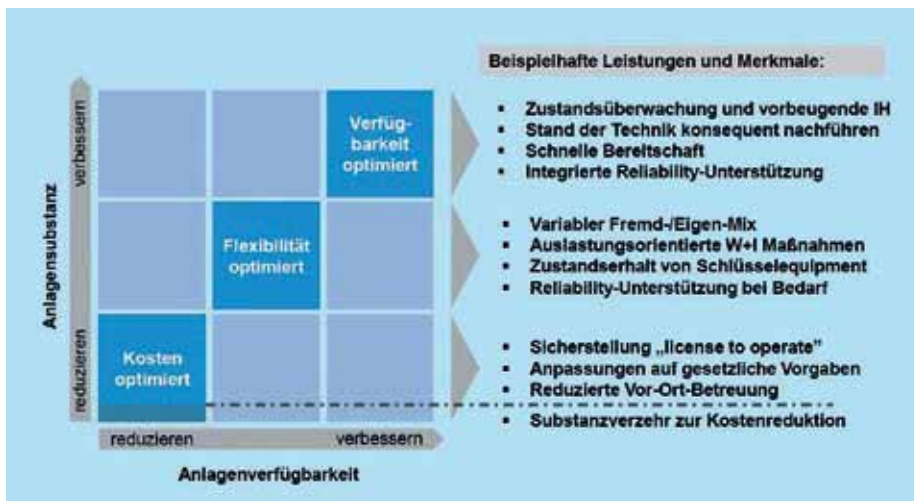 Beispielhafte Leistungen und Merkmale:
Anlagensubstanz
verbessern
reduzieren
Verfüg-
barkeit
optimiert
Flexibilität
optimiert
Kosten
optimiert
▪ Zustandsüberwachung und vorbeugende IH
▪ Stand der Technik konsequent nachführen
▪ Schnelle Bereitschaft
▪ Integrierte Reliability-Unterstützung
▪ Variabler Fremd-/Eigen-Mix
▪ Auslastungsorientierte W+I Maßnahmen
▪ Zustandserhalt von Schlüsselequipment
▪ Reliability-Unterstützung bei Bedarf
▪ Sicherstellung „license to operate”
▪ Anpassungen auf gesetzliche Vorgaben
▪ Reduzierte Vor-Ort-Betreuung
▪ Substanzverzehr zur Kostenreduktion
reduzieren
verbessern
Anlagenverfügbarkeit